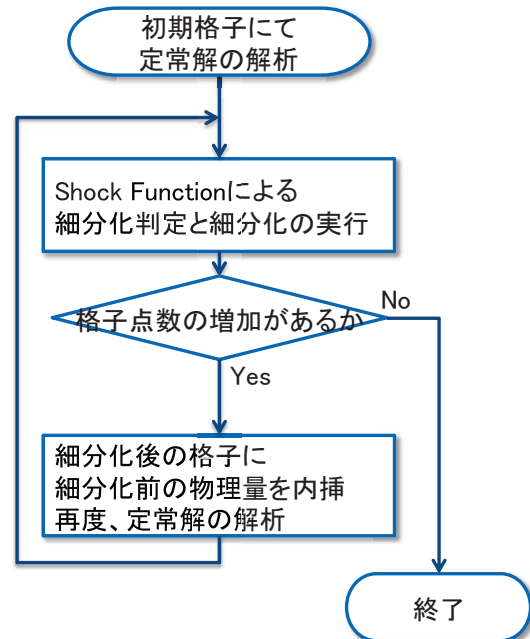 初期格子にて
定常解の解析
Shock Functionによる
細分化判定と細分化の実行
格子点数の増加があるか
No
Yes
細分化後の格子に
細分化前の物理量を内挿
再度、定常解の解析
終了